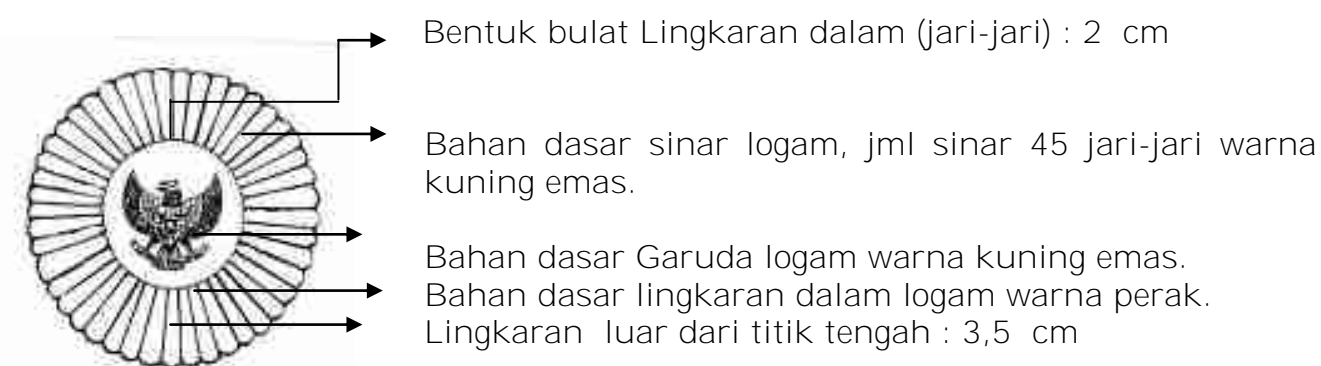 Bentuk bulat Lingkaran dalam (jari-jari) : 2 cm
Bahan dasar sinar logam, jml sinar 45 jari-jari warna
kuning emas.
Bahan dasar Garuda logam warna kuning emas.
Bahan dasar lingkaran dalam logam warna perak.
Lingkaran luar dari titik tengah : 3,5 cm